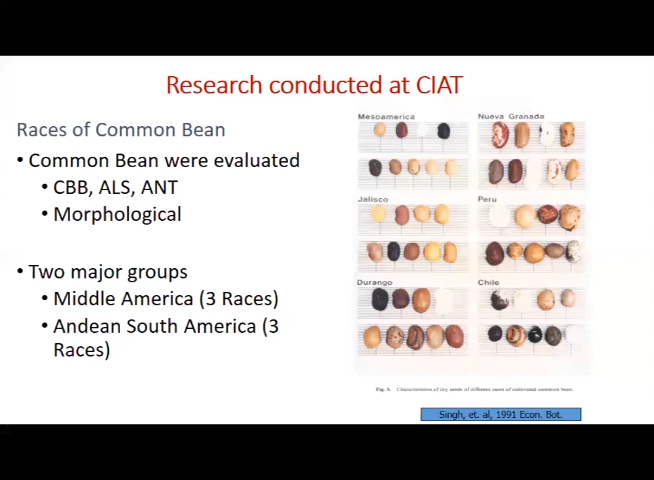 Research conducted at CIAT
Races of Common Bean
• Common Bean were evaluated
• CBB, ALS, ANT
• Morphological
• Two major groups
• Middle America (3 Races)
• Andean South America (3
Races)
Mesoamerica
Nueva Granada
Jalisco
Peru
Durango
Chile
Characteristics of dry seeds of different races of cultivated common bean.
Singh, et. al, 1991 Econ. Bot.